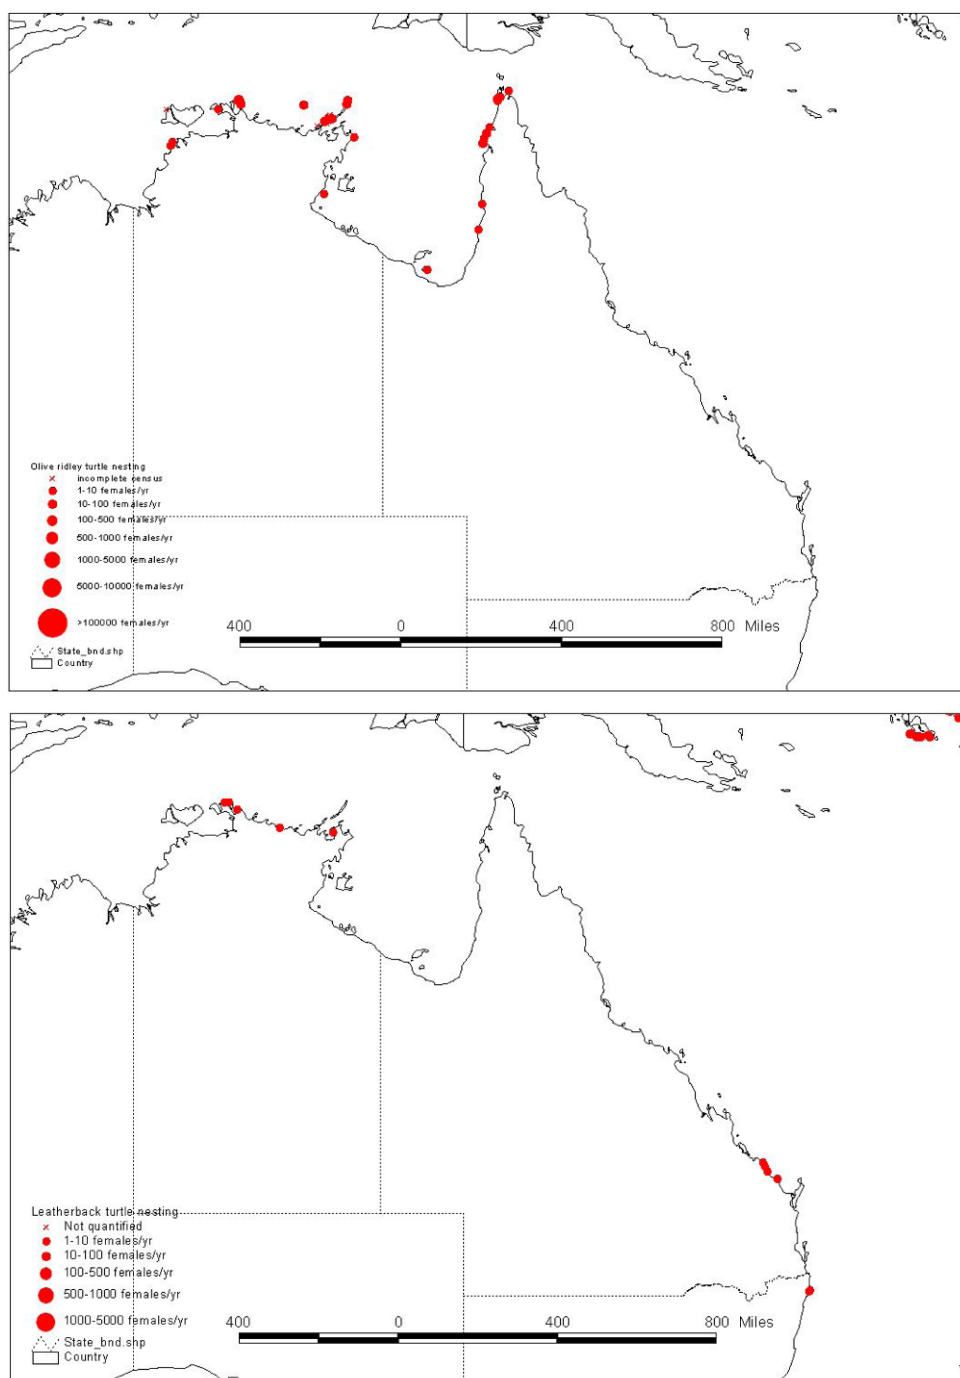 Olive ridley turtle nesting
incomplete census
1-10 females/yr
10-100 females/yr
100-500 females/yr
500-1000 females/yr
1000-5000 females/yr
5000-10000 females/yr
>100000 females/yr
State_bnd.shp
Country
400 0 400 800 Miles
Leatherback turtle nesting
Not quantified
1-10 females/yr
10-100 females/yr
100-500 females/yr
500-1000 females/yr
1000-5000 females/yr
State_bnd.shp
Country
400 0 400 800 Miles